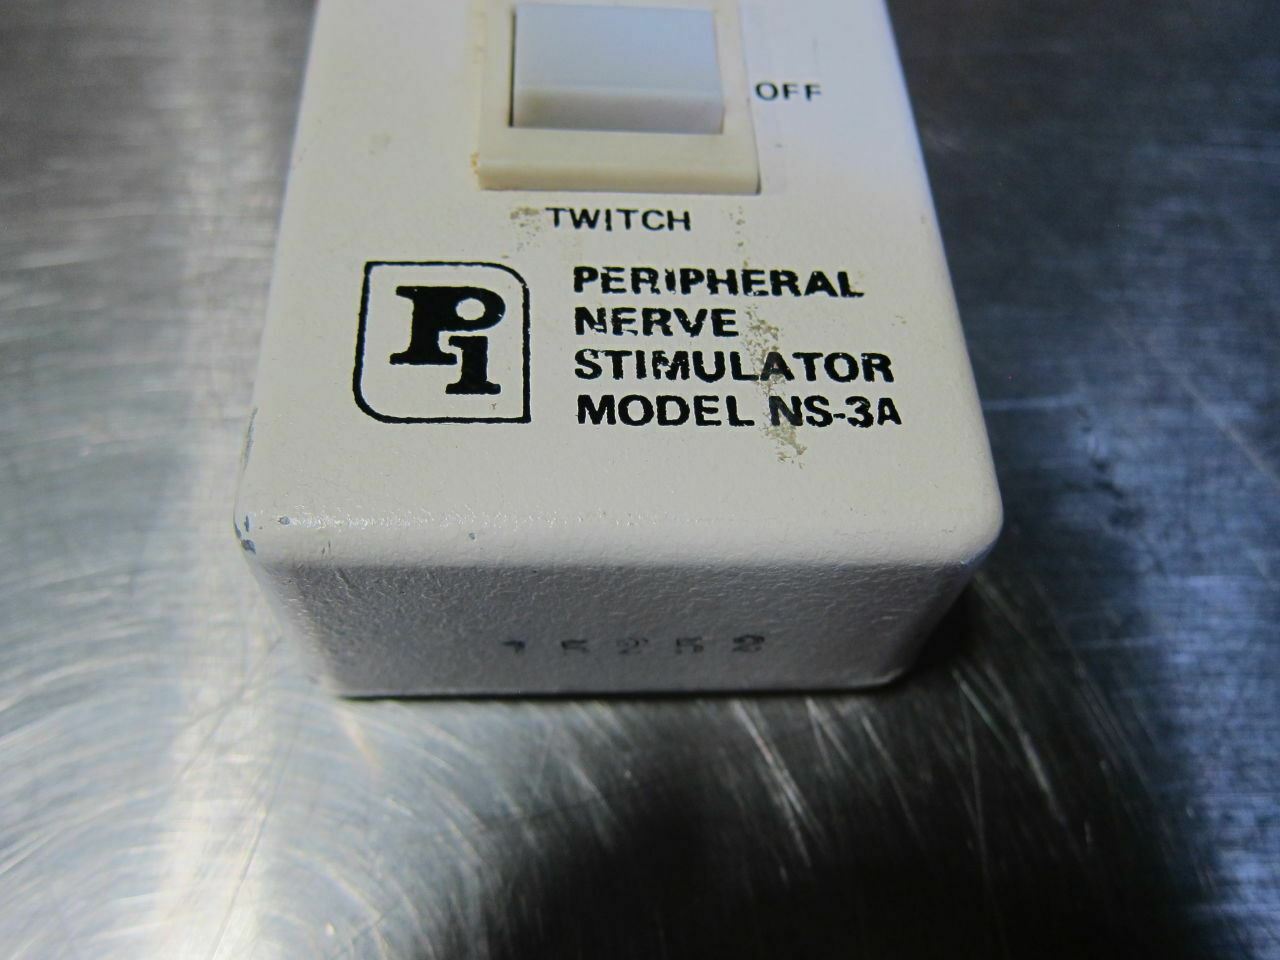 OFF
TWITCH
PI
PERIPHERAL
NERVE
STIMULATOR
MODEL NS-3A